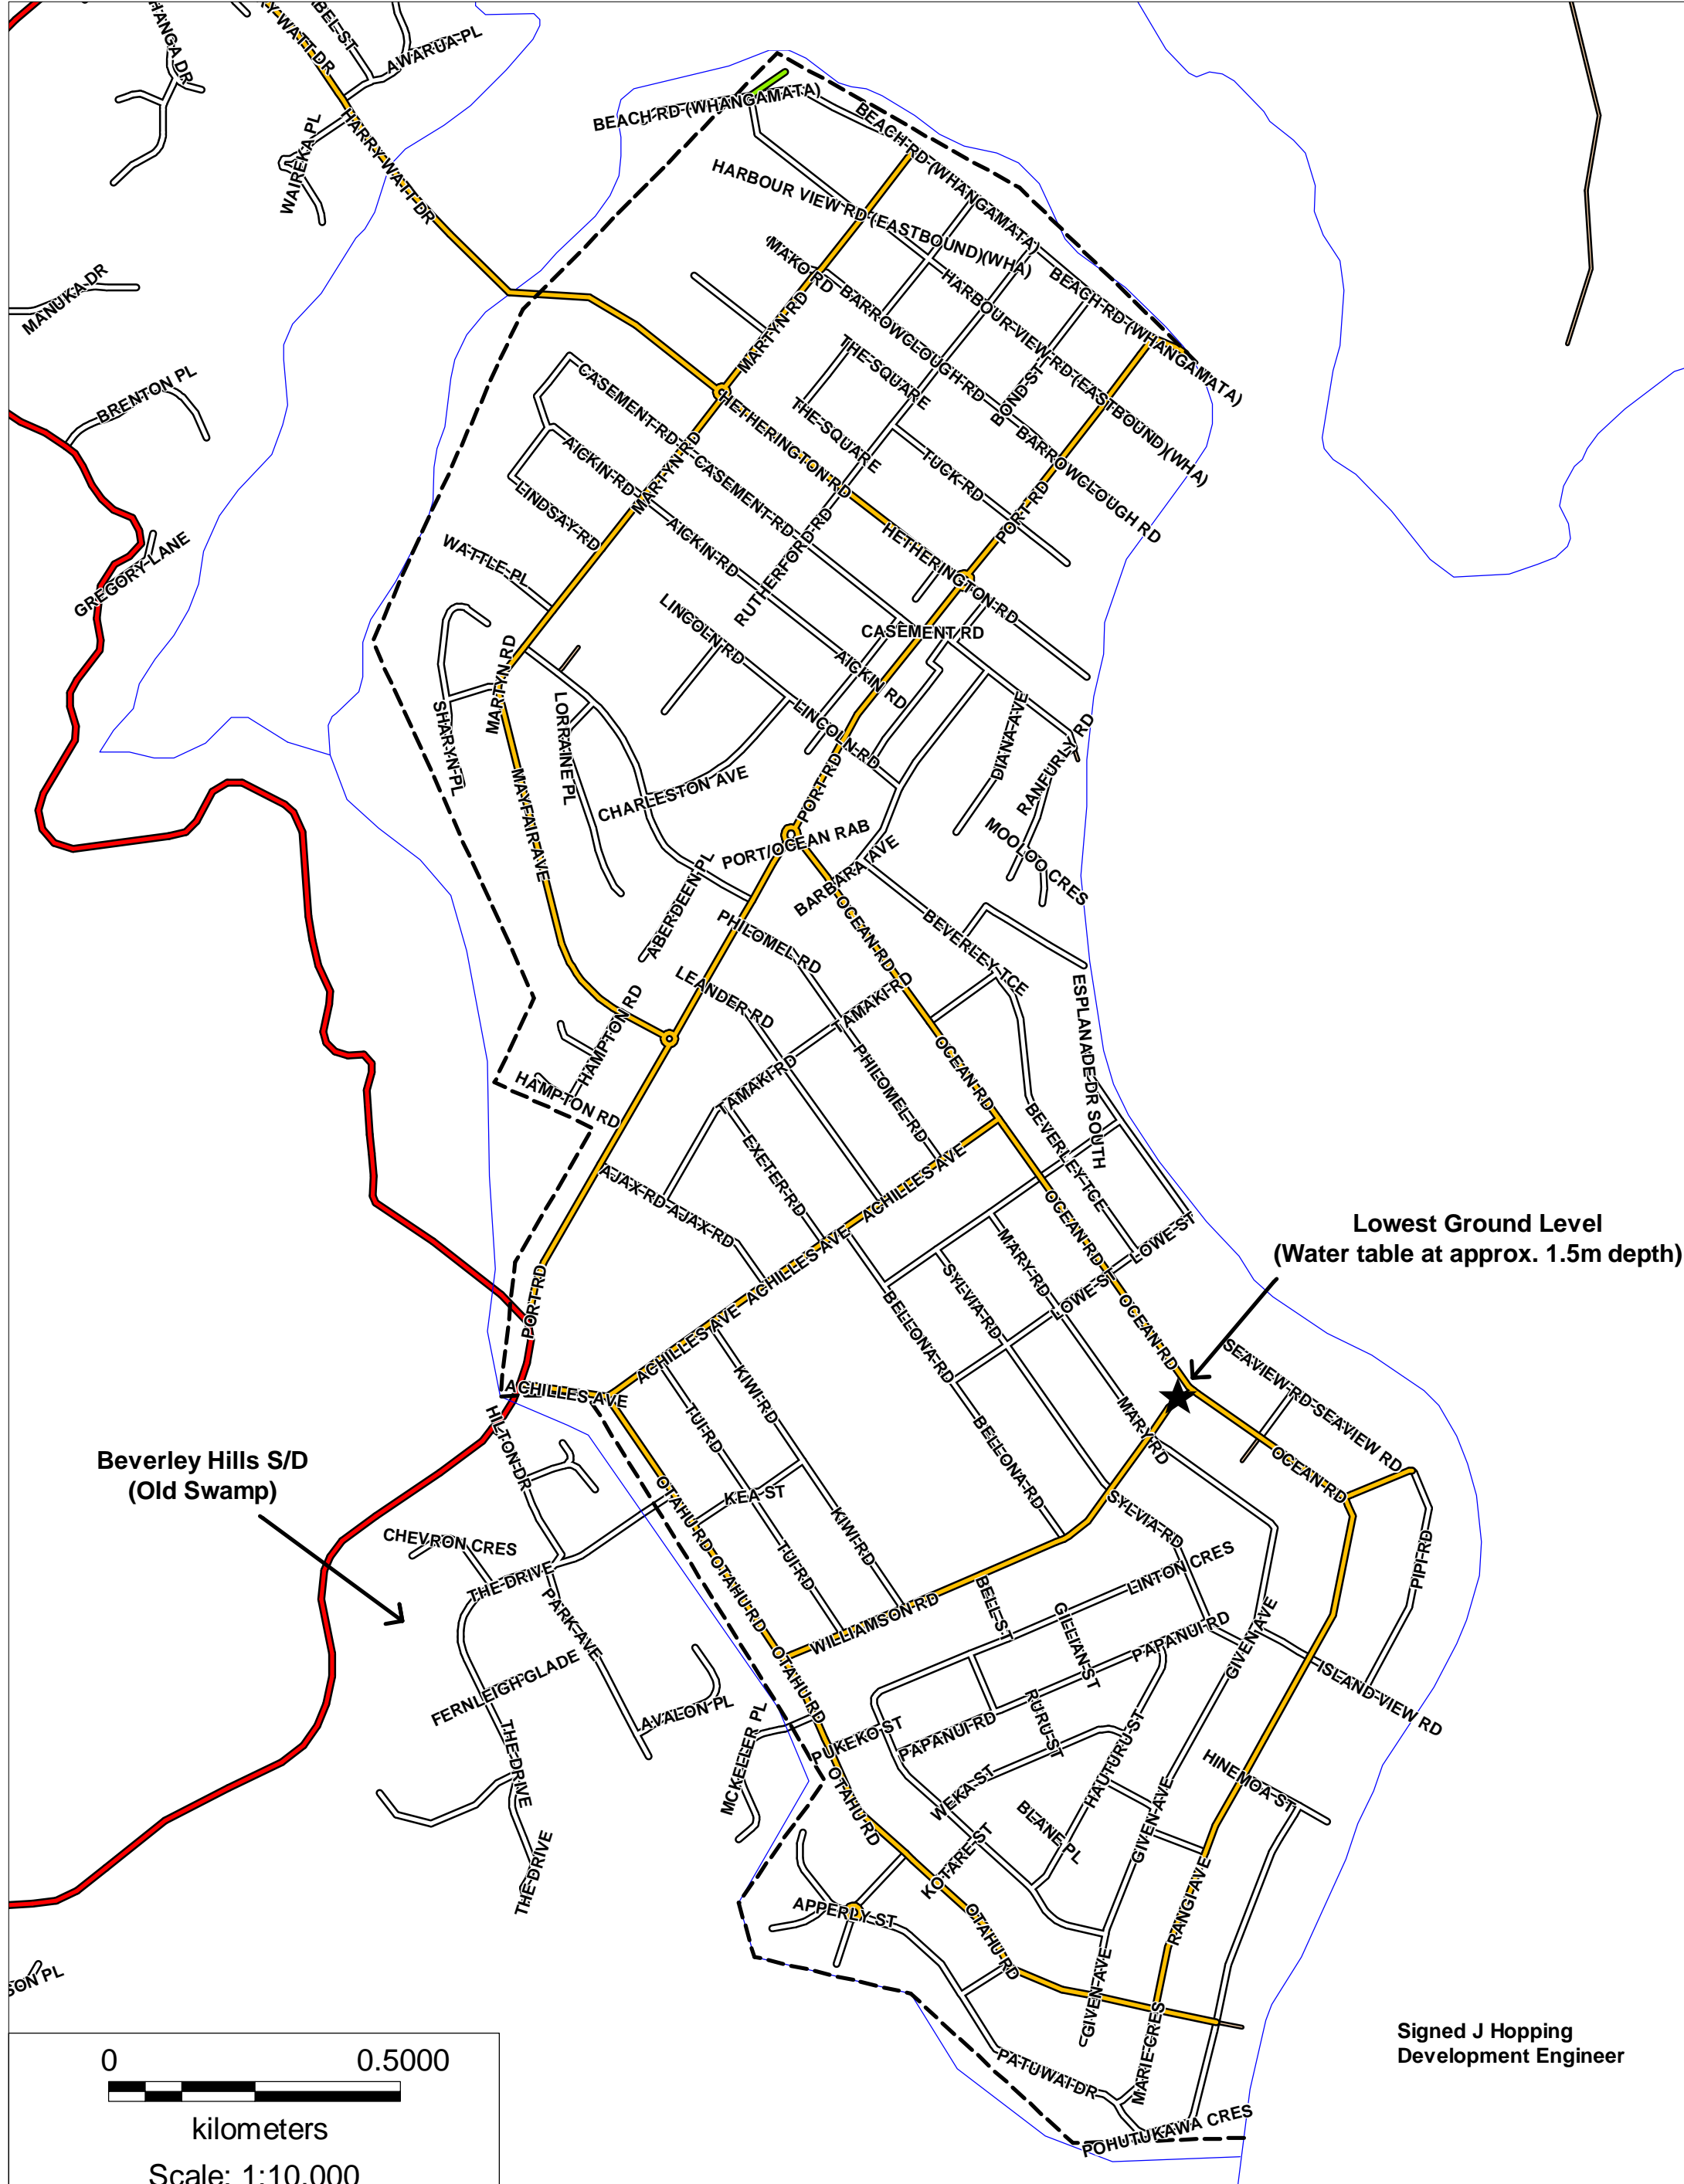 HANGA DR
Y WATT DR
BEL ST
AWARUA PL
HARRY WATT DR
WAIREKA PL
MANUKA DR
BRENTON PL
GREGORY LANE
BEACH RD (WHANGAMATA)
BEACH RD (WHANGAMATA)
BEACH RD (WHANGAMATA)
HARBOUR VIEW RD (EASTBOUND)(WHA)
HARBOUR VIEW RD (EASTBOUND)(WHA)
MAKO RD
BARROWCLOUGH RD
BARROWCLOUGH RD
MARTYN RD
THE SQUARE
THE SQUARE
BOND ST
TUCK RD
PORT RD
HETHERINGTON RD
HETHERINGTON RD
CASEMENT RD
CASEMENT RD
MARTYN RD
AICKIN RD
AICKIN RD
LINDSAY RD
WATTLE PL
RUTHERFORD RD
LINCOLN RD
CASEMENT RD
AICKIN RD
LINCOLN RD
MARTYN RD
SHARYN PL
LORRAINE PL
MAYFAIR AVE
CHARLESTON AVE
PORT RD
PORT/OCEAN RAB
DIANA AVE
RANFURLY RD
MOOLOO CRES
BARBARA AVE
ABERDEEN PL
OCEAN RD
BEVERLEY TCE
PHILOMEL RD
LEANDER RD
TAMAKI RD
ESPLANADE DR SOUTH
HAMPTON RD
HAMPTON RD
TAMAKI RD
PHILOMEL RD
OCEAN RD
BEVERLEY TCE
EXETER RD
AJAX RD
AJAX RD
ACHILLES AVE
ACHILLES AVE
ACHILLES AVE
ACHILLES AVE
OCEAN RD
MARY RD
LOWE ST
LOWE ST
SYLVIA RD
BELLONA RD
OCEAN RD
Lowest Ground Level
(Water table at approx. 1.5m depth)
PORT RD
ACHILLES AVE
HILTON DR
TUI RD
KIWI RD
SEAVIEW RD
SEAVIEW RD
MARY RD
BELLONA RD
OCEAN RD
Beverley Hills S/D
(Old Swamp)
KEA ST
OTAHU RD
OTAHU RD
KIWI RD
TUI RD
SYLVIA RD
CHEVRON CRES
THE DRIVE
PARK AVE
LINTON CRES
PIPI RD
WILLIAMSON RD
BELL ST
GILLIAN ST
PAPANUI RD
GIVEN AVE
ISLAND VIEW RD
FERNLEIGH GLADE
AVALON PL
OTAHU RD
MCKELLER PL
PUKEKO ST
PAPANUI RD
RURU ST
HAUTURU ST
THE DRIVE
OTAHU RD
WEKA ST
BLANE PL
GIVEN AVE
HINEMOA ST
THE DRIVE
KOTARE ST
APPERLY ST
OTAHU RD
RANGI AVE
GIVEN AVE
SON PL
MARIE CRES
PATUWAI DR
POHUTUKAWA CRES
Signed J Hopping
Development Engineer
0 0.5000
kilometers
Scale: 1:10,000